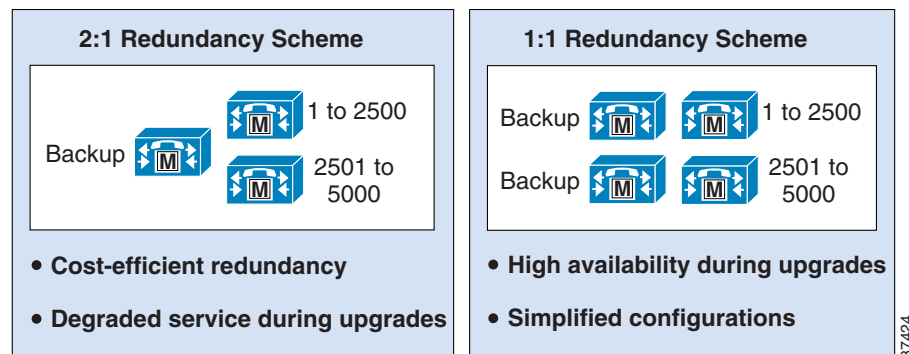 2:1 Redundancy Scheme
Backup
M
M
M
1 to 2500
2501 to
5000
• Cost-efficient redundancy
• Degraded service during upgrades
1:1 Redundancy Scheme
Backup
M
M
1 to 2500
Backup
M
M
2501 to
5000
• High availability during upgrades
• Simplified configurations